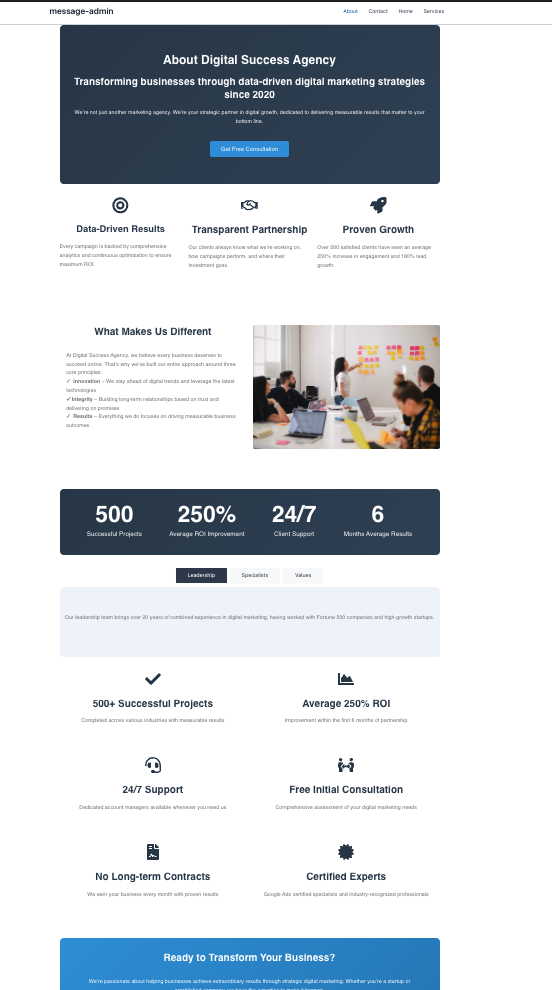 message-admin
About Contact Home Services
About Digital Success Agency
Transforming businesses through data-driven digital marketing strategies
since 2020
We're not just another marketing agency. We're your strategic partner in digital growth, dedicated to delivering measurable results that matter to your
bottom line.
Get Free Consultation
Data-Driven Results
Every campaign is backed by comprehensive
analytics and continuous optimization to ensure
maximum ROI.
Transparent Partnership
Our clients always know what we're working on,
how campaigns perform, and where their
investment goes.
Proven Growth
Over 500 satisfied clients have seen an average
250% increase in engagement and 180% lead
growth.
What Makes Us Different
At Digital Success Agency, we believe every business deserves to
succeed online. That's why we've built our entire approach around three
core principles:
✓ Innovation – We stay ahead of digital trends and leverage the latest
technologies
✓Integrity – Building long-term relationships based on trust and
delivering on promises
✓ Results – Everything we do focuses on driving measurable business
outcomes
500
Successful Projects
250%
Average ROI Improvement
24/7
Client Support
6
Months Average Results
Leadership Specialists Values
Our leadership team brings over 20 years of combined experience in digital marketing, having worked with Fortune 500 companies and high-growth startups.
500+ Successful Projects
Completed across various industries with measurable results
Average 250% ROI
Improvement within the first 6 months of partnership
24/7 Support
Dedicated account managers available whenever you need us
Free Initial Consultation
Comprehensive assessment of your digital marketing needs
No Long-term Contracts
We earn your business every month with proven results
Certified Experts
Google Ads certified specialists and industry-recognized professionals
Ready to Transform Your Business?
We're passionate about helping businesses achieve extraordinary results through strategic digital marketing. Whether you're a startup or